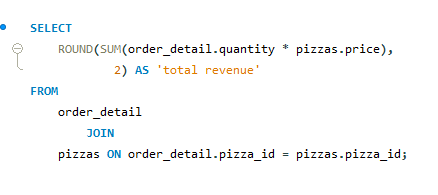 SELECT
ROUND(SUM(order_detail.quantity * pizzas.price),
2) AS 'total revenue'
FROM
order_detail
JOIN
pizzas ON order_detail.pizza_id = pizzas.pizza_id;